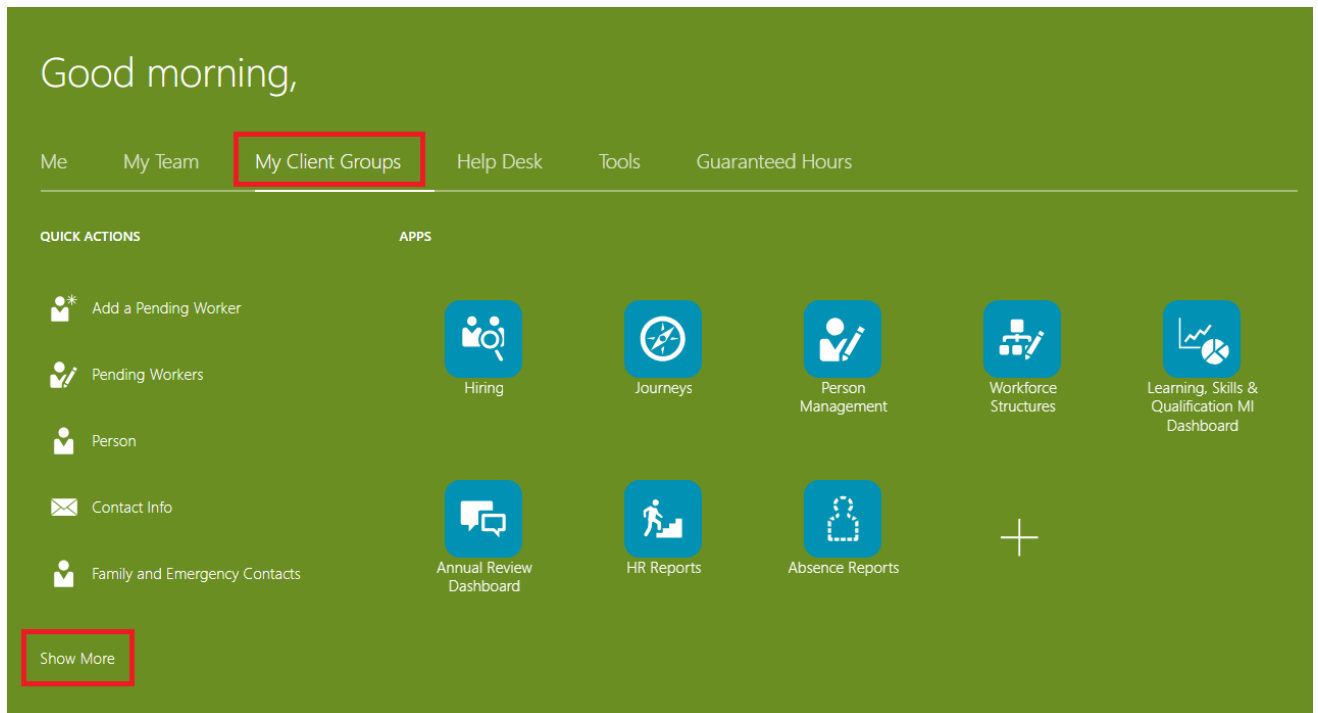 Good morning,
Me My Team My Client Groups Help Desk Tools Guaranteed Hours
QUICK ACTIONS
Add a Pending Worker
Pending Workers
Person
Contact Info
Family and Emergency Contacts
Show More
APPS
Hiring
Journeys
Person
Management
Workforce
Structures
Learning, Skills &
Qualification MI
Dashboard
Annual Review
Dashboard
HR Reports
Absence Reports